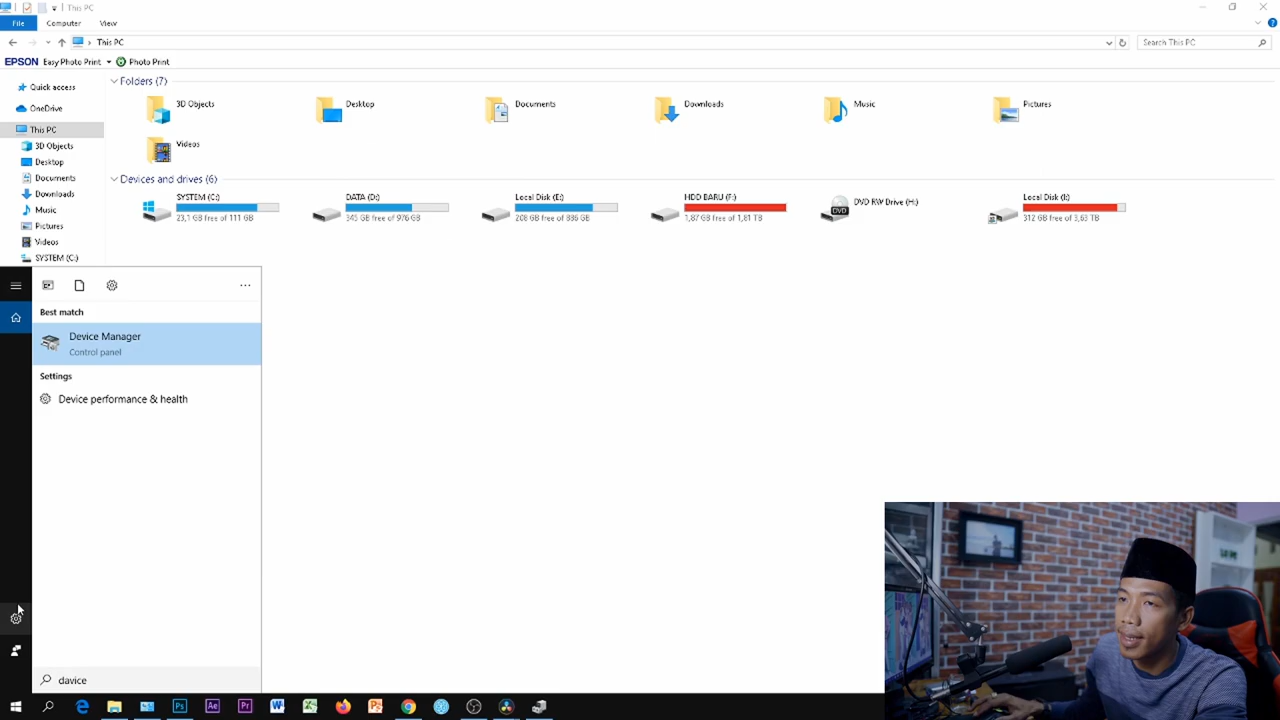 This PC
File
Computer
View
This PC
Search This PC
EPSON Easy Photo Print Photo Print
Quick access
OneDrive
This PC
3D Objects
Desktop
Documents
Downloads
Music
Pictures
Videos
SYSTEM (C:)
Folders (7)
3D Objects
Desktop
Documents
Downloads
Music
Pictures
Videos
Devices and drives (6)
SYSTEM (C:)
23,1 GB free of 111 GB
DATA (D:)
345 GB free of 976 GB
Local Disk (E:)
208 GB free of 886 GB
HDD BARU (F:)
1,87 GB free of 1,81 TB
DVD RW Drive (H:)
DVD
Local Disk (I:)
312 GB free of 3,63 TB
Best match
Device Manager
Control panel
Settings
Device performance & health
davice
Ps
Ae
Pr